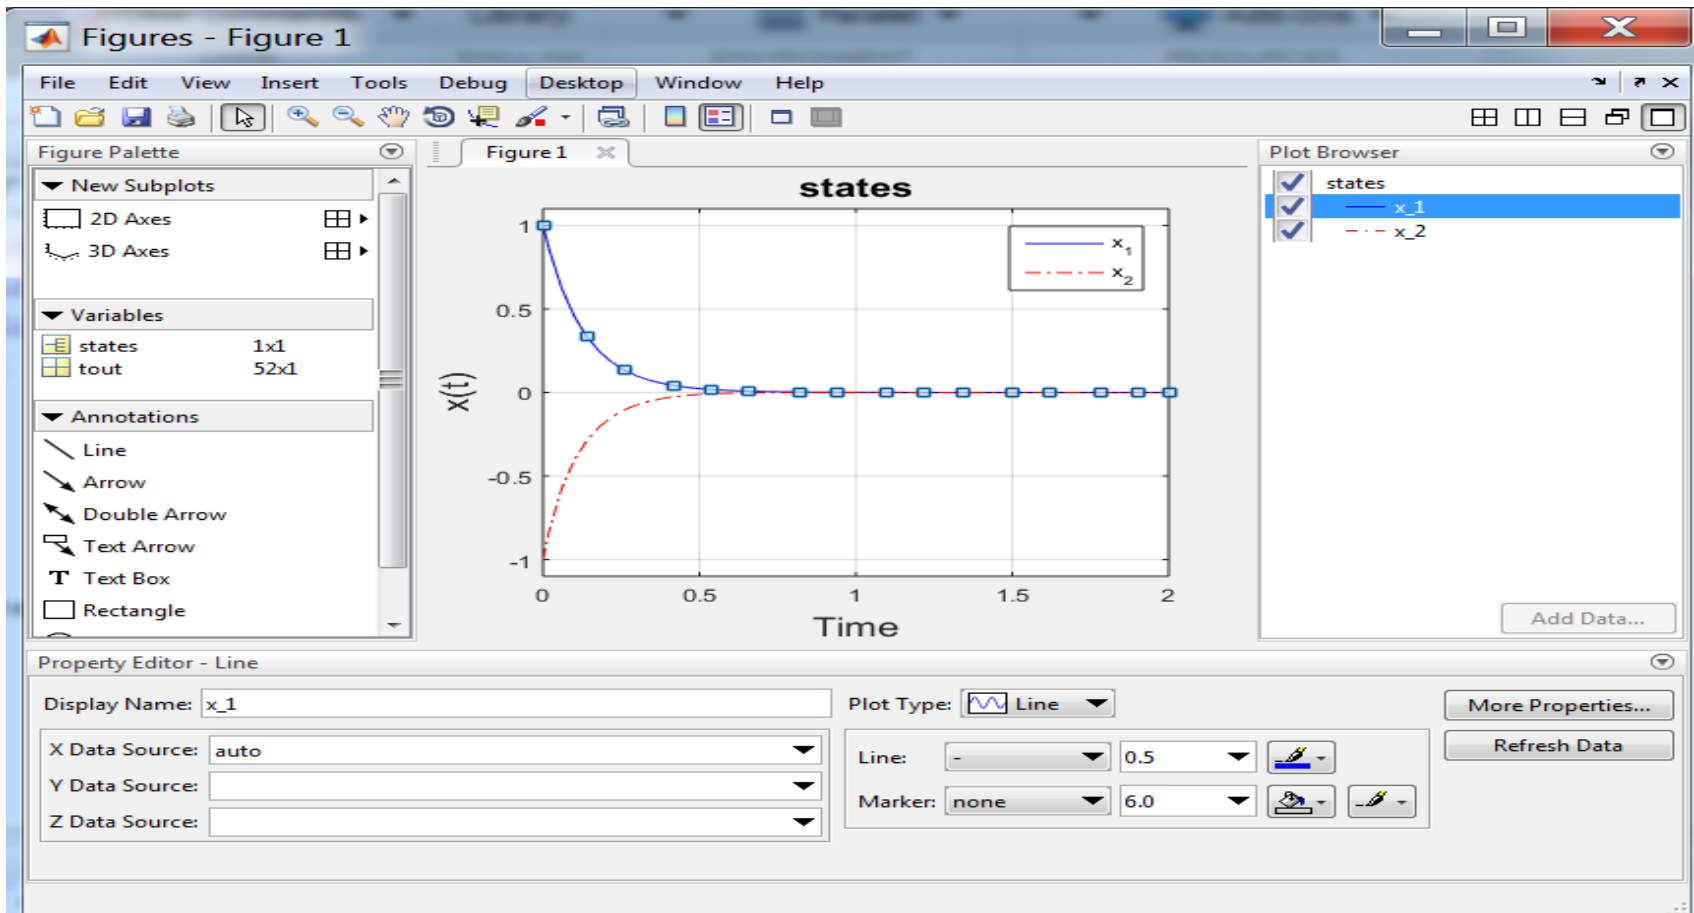 Figures - Figure 1
File Edit View Insert Tools Debug Desktop Window Help
Figure Palette
New Subplots
2D Axes
3D Axes
Variables
states 1x1
tout 52x1
Annotations
Line
Arrow
Double Arrow
Text Arrow
T Text Box
Rectangle
Figure 1
states
x(t)
1
0.5
0
-0.5
-1
0 0.5 1 1.5 2
Time
x_1
x_2
Plot Browser
states
x_1
x_2
Add Data...
Property Editor - Line
Display Name: x_1
X Data Source: auto
Y Data Source:
Z Data Source:
Plot Type: Line
Line: - 0.5
Marker: none 6.0
More Properties...
Refresh Data